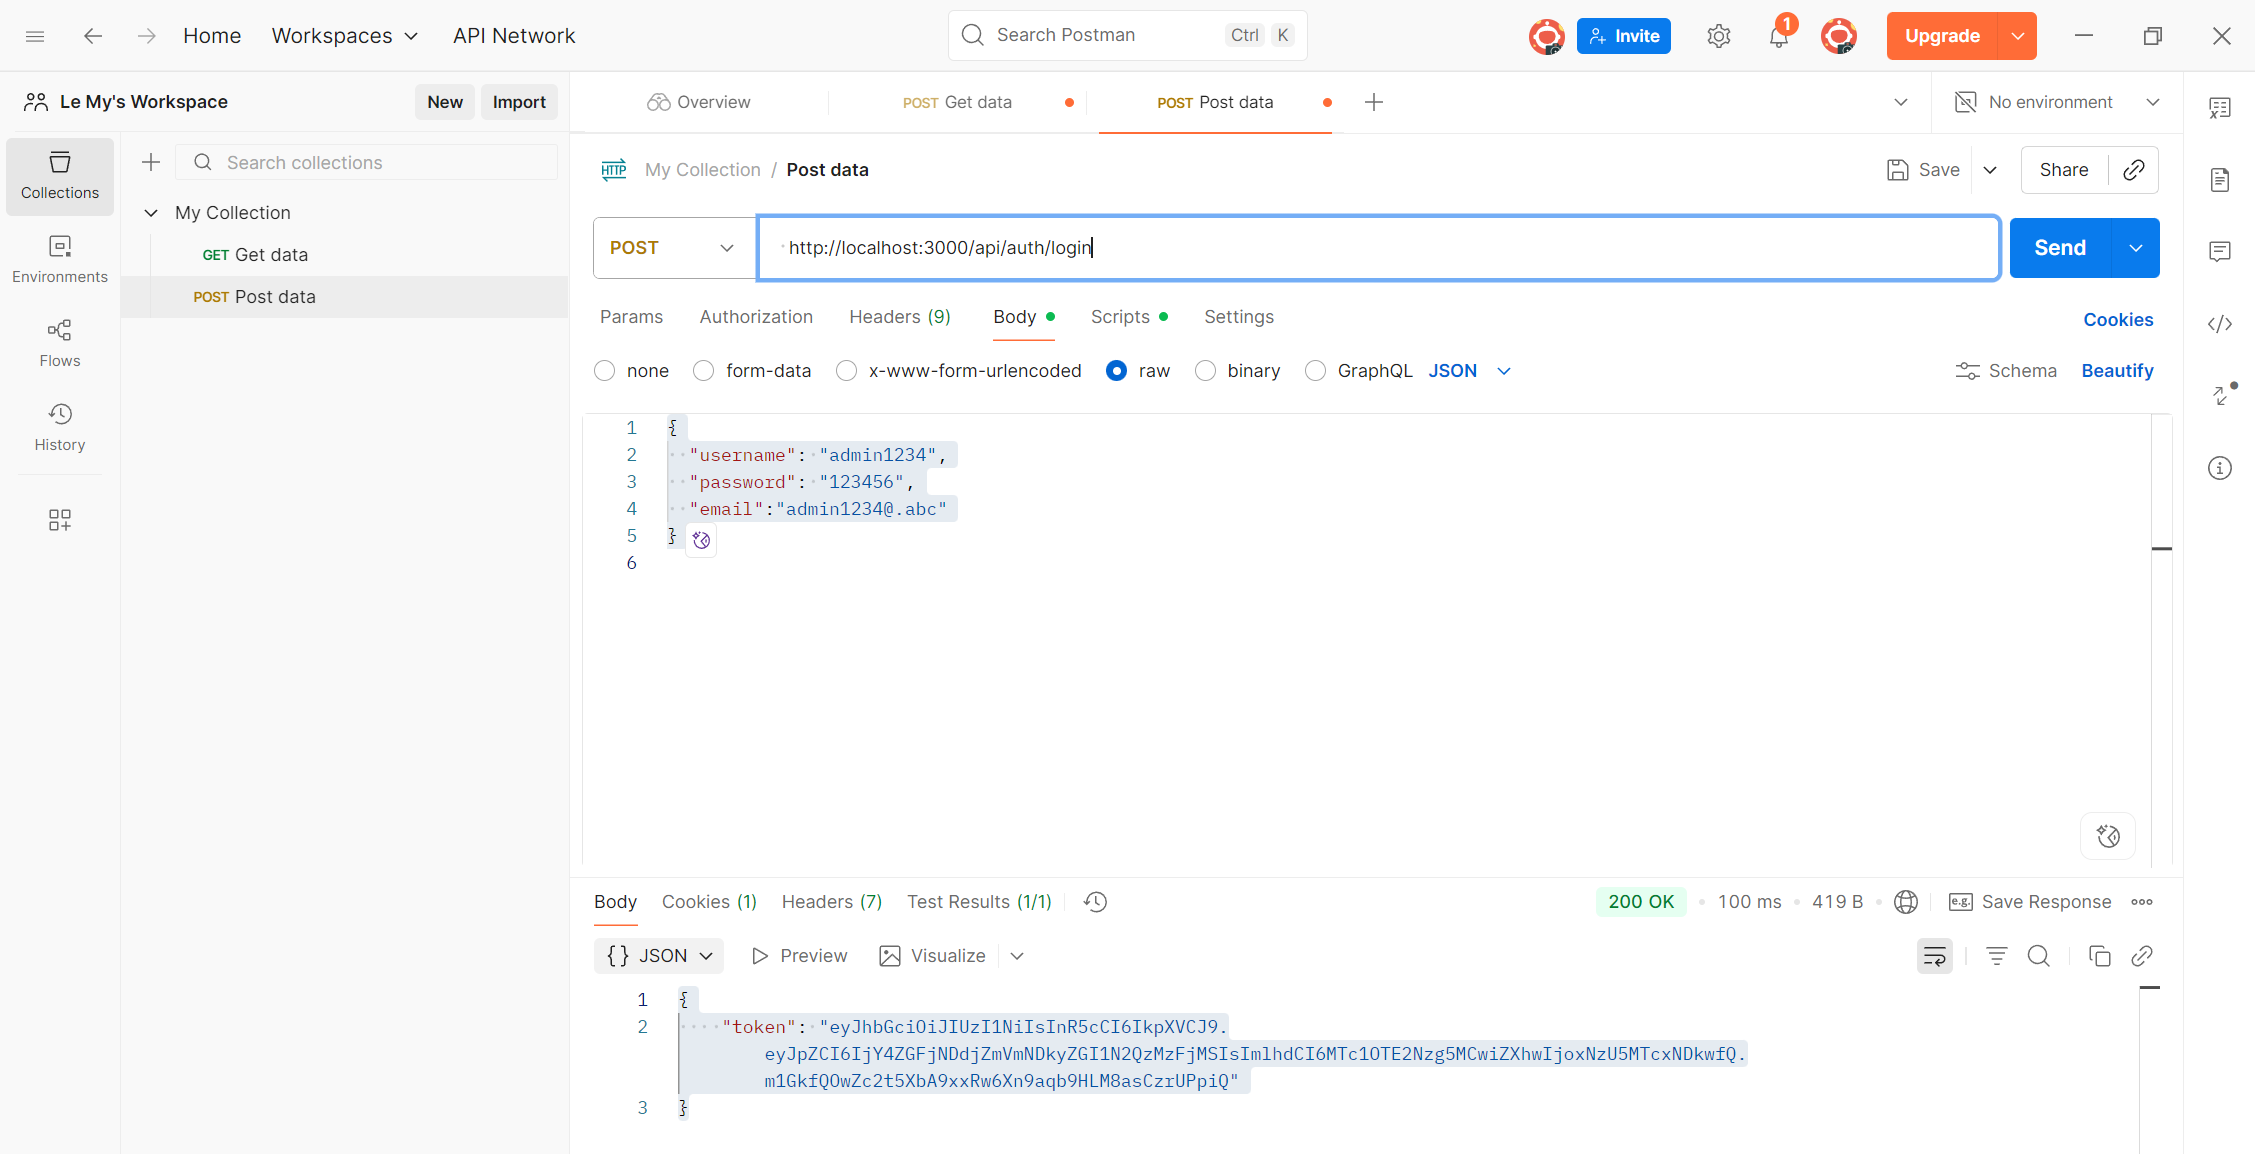 Home Workspaces API Network Search Postman Ctrl K Invite 1 Upgrade
Le My's Workspace New Import
Overview POST Get data POST Post data No environment
Collections
Search collections
My Collection
GET Get data
POST Post data
Environments
Flows
History
HTTP My Collection / Post data Save Share
POST http://localhost:3000/api/auth/login Send
Params Authorization Headers (9) Body Scripts Settings Cookies
none form-data x-www-form-urlencoded raw binary GraphQL JSON Schema Beautify
1 {
2 "username": "admin1234",
3 "password": "123456",
4 "email":"admin1234@.abc"
5 }
6
Body Cookies (1) Headers (7) Test Results (1/1) 200 OK 100 ms 419 B e.g. Save Response
{} JSON Preview Visualize
1 {
2 "token": "eyJhbGciOiJIUzI1NiIsInR5cCI6IkpXVCJ9.
eyJpZCI6IjY4ZGFjNDdjZmVmNDkyZGI1N2QzMzFjMSIsImlhdCI6MTc1OTE2Nzg5MCwiZXhwIjoxNzU5MTcxNDkwfQ.
m1GkfQOwZc2t5XbA9xxRw6Xn9aqb9HLM8asCzrUPpiQ"
3 }